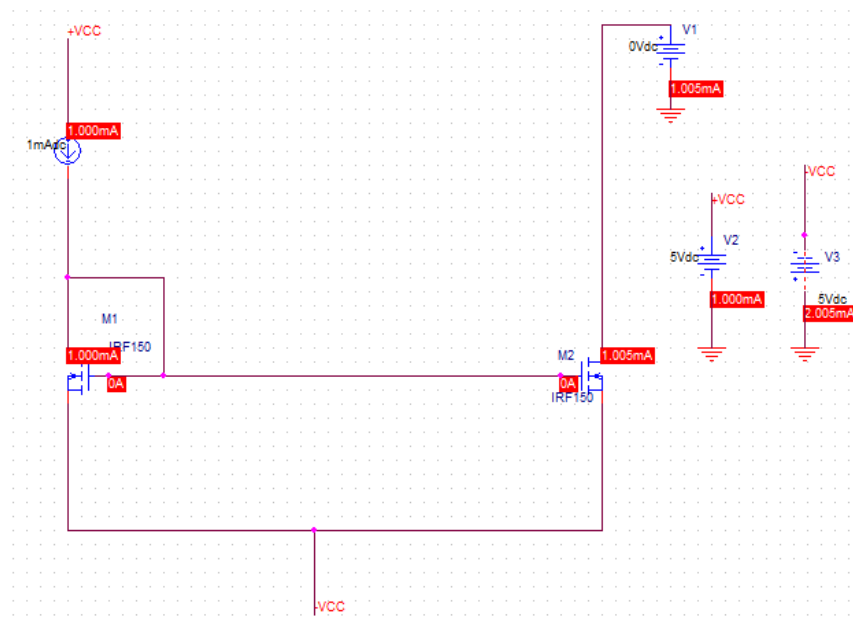 +VCC
V1
0Vdc
1.005mA
1.000mA
1mAdc
-VCC
+VCC
V2
5Vdc
V3
1.000mA
5Vdc
2.005mA
M1
IRF150
1.000mA
0A
M2
1.005mA
0A
IRF150
-VCC